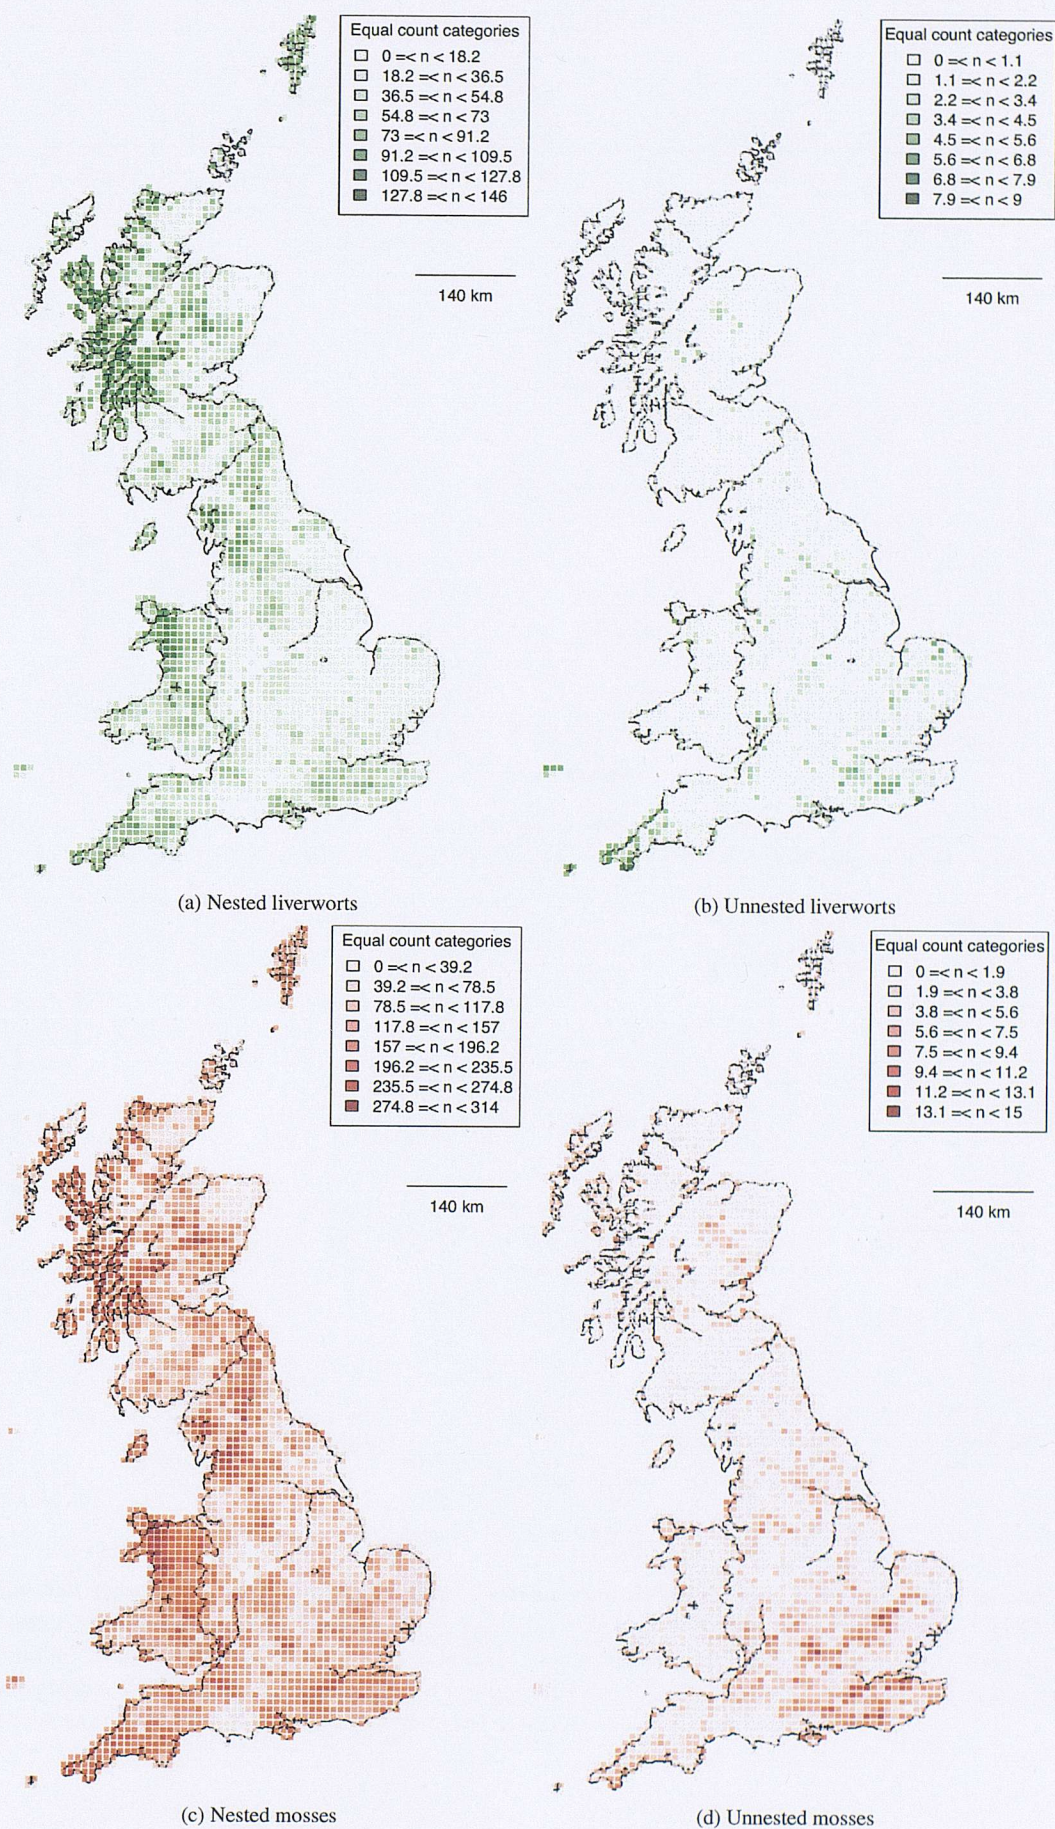 Equal count categories
0 =< n < 18.2
18.2 =< n < 36.5
36.5 =< n < 54.8
54.8 =< n < 73
73 =< n < 91.2
91.2 =< n < 109.5
109.5 =< n < 127.8
127.8 =< n < 146
140 km
(a) Nested liverworts
Equal count categories
0 =< n < 1.1
1.1 =< n < 2.2
2.2 =< n < 3.4
3.4 =< n < 4.5
4.5 =< n < 5.6
5.6 =< n < 6.8
6.8 =< n < 7.9
7.9 =< n < 9
140 km
(b) Unnested liverworts
Equal count categories
0 =< n < 39.2
39.2 =< n < 78.5
78.5 =< n < 117.8
117.8 =< n < 157
157 =< n < 196.2
196.2 =< n < 235.5
235.5 =< n < 274.8
274.8 =< n < 314
140 km
(c) Nested mosses
Equal count categories
0 =< n < 1.9
1.9 =< n < 3.8
3.8 =< n < 5.6
5.6 =< n < 7.5
7.5 =< n < 9.4
9.4 =< n < 11.2
11.2 =< n < 13.1
13.1 =< n < 15
140 km
(d) Unnested mosses